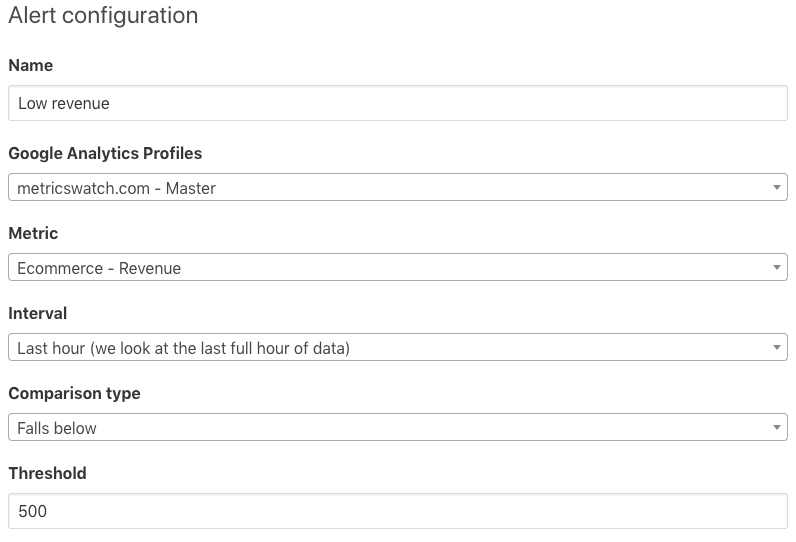 Alert configuration
Name
Low revenue
Google Analytics Profiles
metricswatch.com - Master
Metric
Ecommerce - Revenue
Interval
Last hour (we look at the last full hour of data)
Comparison type
Falls below
Threshold
500